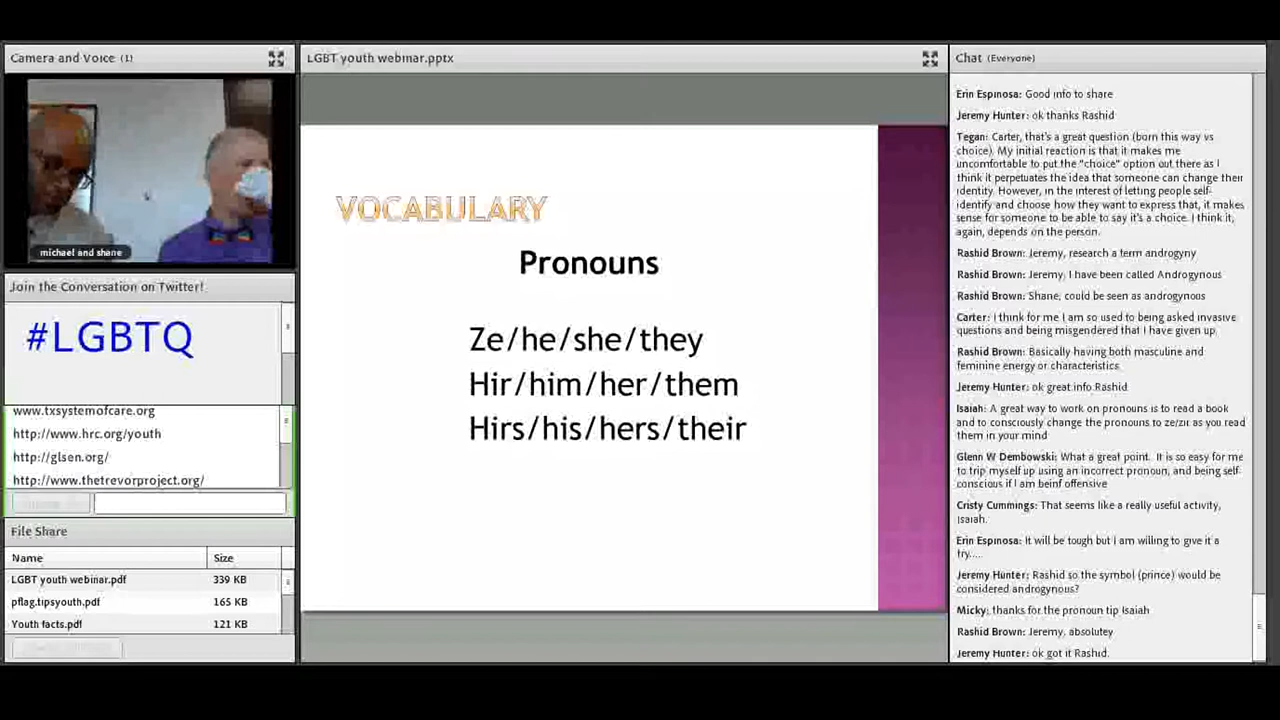 Camera and Voice (1)
michael and shane
Join the Conversation on Twitter!
#LGBTQ
www.txsystemofcare.org
http://www.hrc.org/youth
http://glsen.org/
http://www.thetrevorproject.org/
File Share
Name Size
LGBT youth webinar.pdf 339 KB
pflag.tipsyouth.pdf 165 KB
Youth facts.pdf 121 KB
LGBT youth webinar.pptx
VOCABULARY
Pronouns
Ze/he/she/they
Hir/him/her/them
Hirs/his/hers/their
Chat (Everyone)
Erin Espinosa: Good info to share
Jeremy Hunter: ok thanks Rashid
Tegan: Carter, that's a great question (born this way vs
choice). My initial reaction is that it makes me
uncomfortable to put the "choice" option out there as I
think it perpetuates the idea that someone can change their
identity. However, in the interest of letting people self-
identify and choose how they want to express that, it makes
sense for someone to be able to say it's a choice. I think it,
again, depends on the person.
Rashid Brown: Jeremy, research a term androgyny
Rashid Brown: Jeremy, I have been called Androgynous
Rashid Brown: Shane, could be seen as androgynous
Carter: I think for me I am so used to being asked invasive
questions and being misgendered that I have given up.
Rashid Brown: Basically having both masculine and
feminine energy or characteristics
Jeremy Hunter: ok great info Rashid
Isaiah: A great way to work on pronouns is to read a book
and to consciously change the pronouns to ze/zir as you read
them in your mind
Glenn W Dembowski: What a great point. It is so easy for me
to trip myself up using an incorrect pronoun, and being self-
conscious if I am beinf offensive
Cristy Cummings: That seems like a really useful activity,
Isaiah.
Erin Espinosa: It will be tough but i am willing to give it a
try.....
Jeremy Hunter: Rashid so the symbol (prince) would be
considered androgynous?
Micky: thanks for the pronoun tip Isaiah
Rashid Brown: Jeremy, absolutey
Jeremy Hunter: ok got it Rashid.